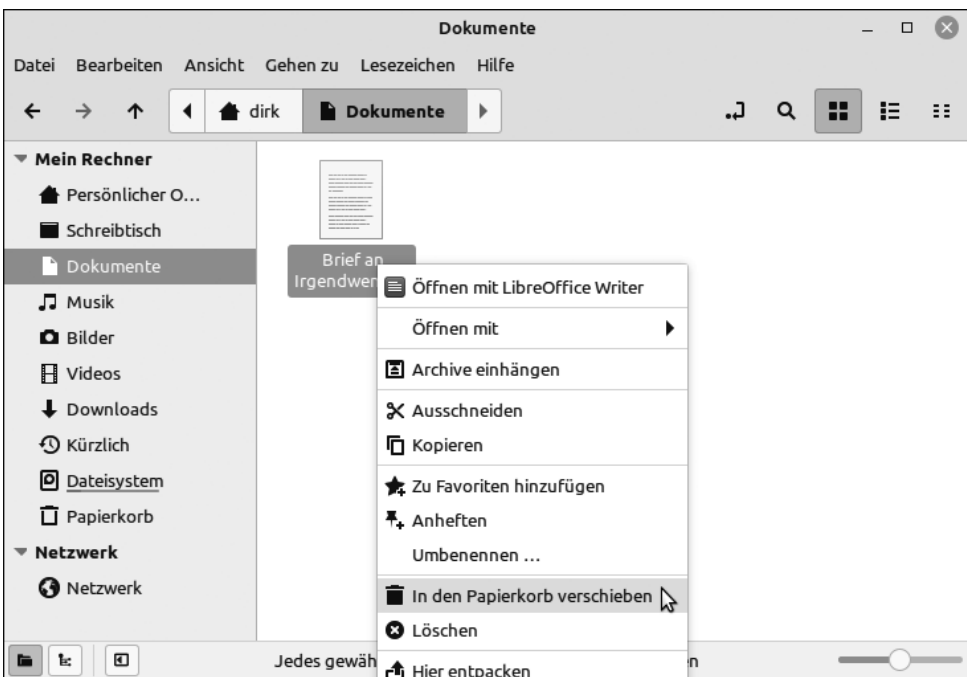 Dokumente
Datei Bearbeiten Ansicht Gehen zu Lesezeichen Hilfe
dirk Dokumente
Mein Rechner
Persönlicher O...
Schreibtisch
Dokumente
Musik
Bilder
Videos
Downloads
Kürzlich
Dateisystem
Papierkorb
Netzwerk
Netzwerk
Brief an
Öffnen mit LibreOffice Writer
Öffnen mit
Archive einhängen
Ausschneiden
Kopieren
Zu Favoriten hinzufügen
Anheften
Umbenennen ...
In den Papierkorb verschieben
Löschen
Hier entpacken
Jedes